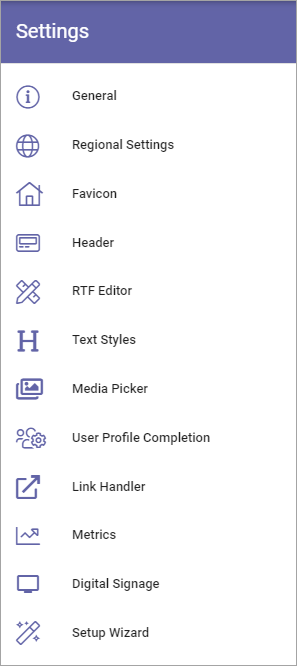 Settings
General
Regional Settings
Favicon
Header
RTF Editor
Text Styles
Media Picker
User Profile Completion
Link Handler
Metrics
Digital Signage
Setup Wizard